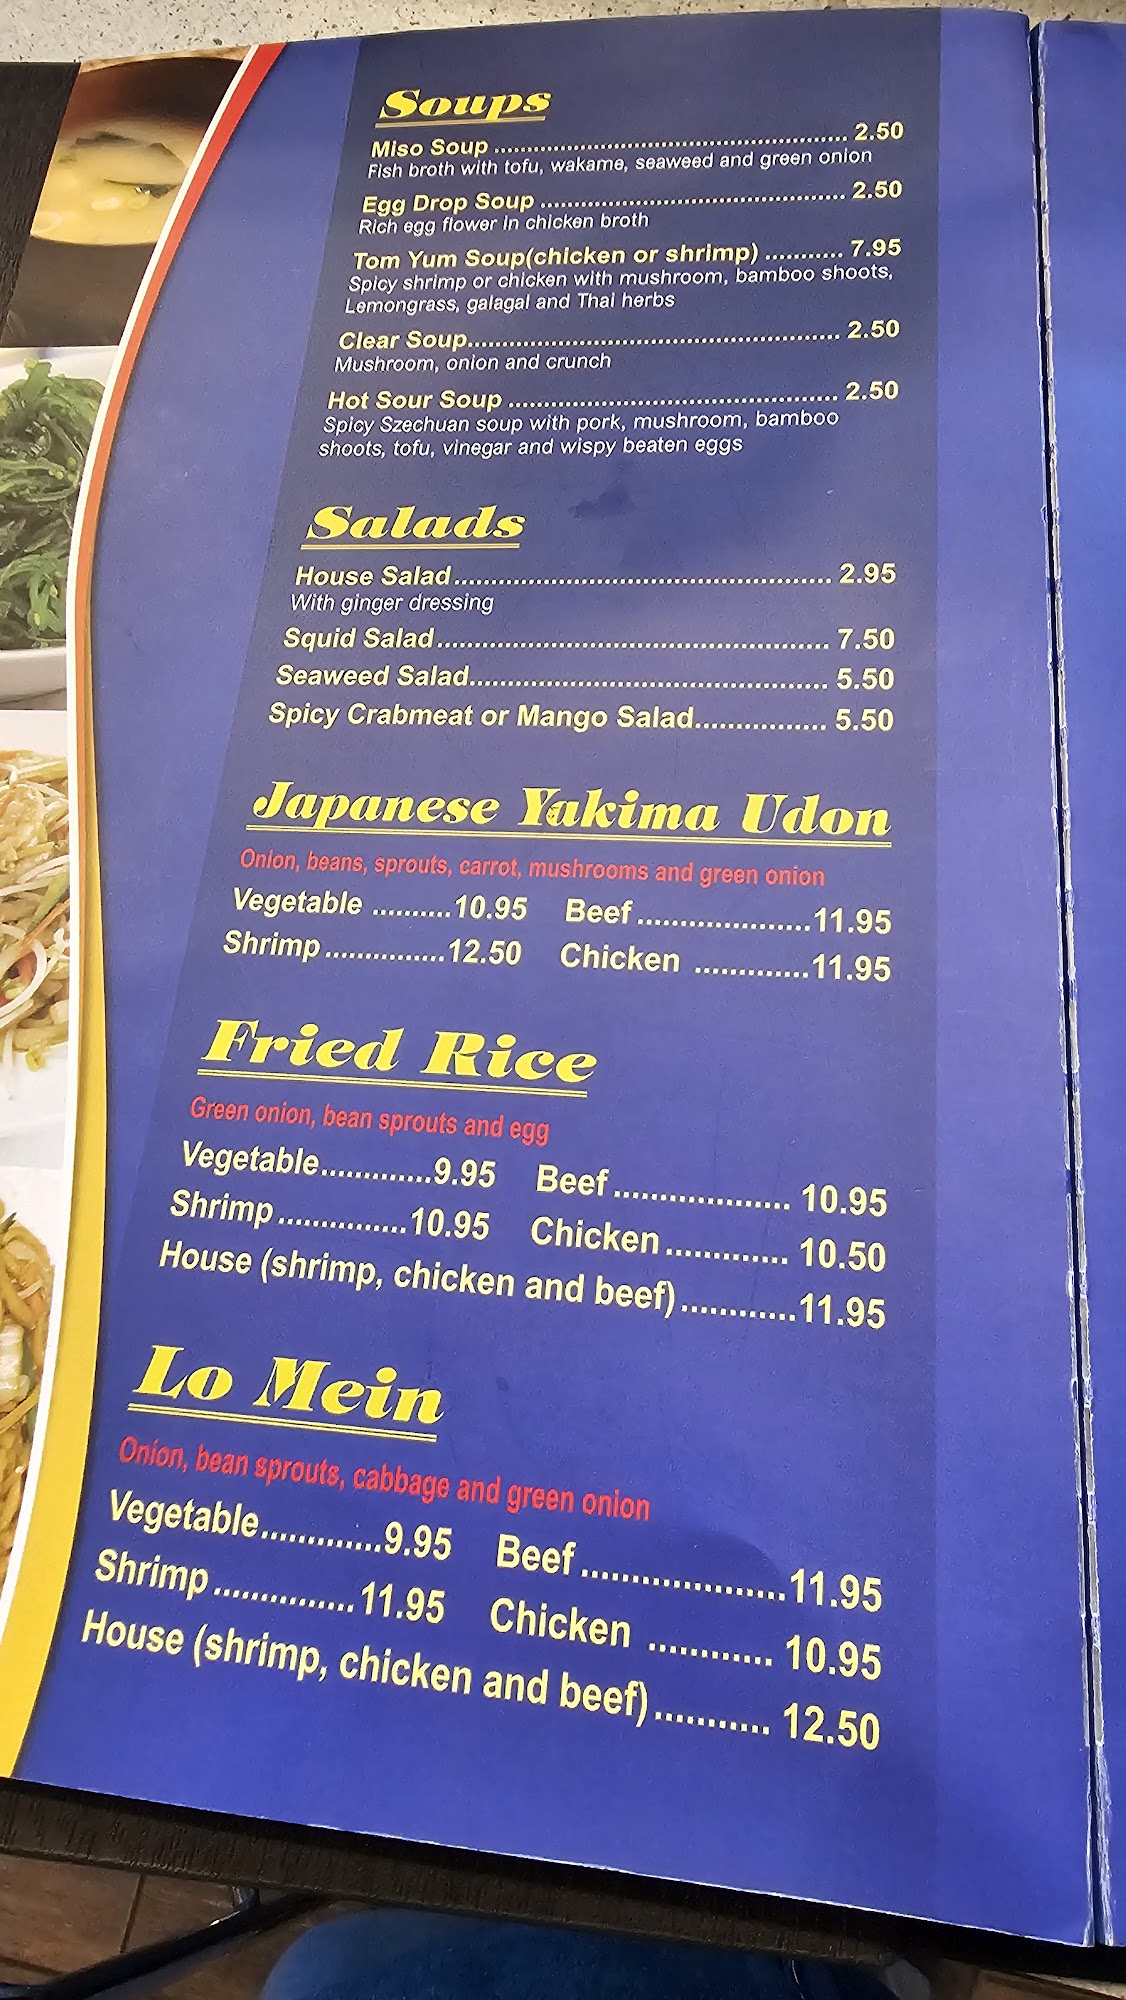 Soups
Miso Soup ................................................ 2.50
Fish broth with tofu, wakame, seaweed and green onion
Egg Drop Soup .......................................... 2.50
Rich egg flower in chicken broth
Tom Yum Soup(chicken or shrimp) ........... 7.95
Spicy shrimp or chicken with mushroom, bamboo shoots,
Lemongrass, galagal and Thai herbs
Clear Soup................................................... 2.50
Mushroom, onion and crunch
Hot Sour Soup ............................................. 2.50
Spicy Szechuan soup with pork, mushroom, bamboo
shoots, tofu, vinegar and wispy beaten eggs
Salads
House Salad................................................. 2.95
With ginger dressing
Squid Salad................................................... 7.50
Seaweed Salad.............................................. 5.50
Spicy Crabmeat or Mango Salad................. 5.50
Japanese Yakima Udon
Onion, beans, sprouts, carrot, mushrooms and green onion
Vegetable ..........10.95 Beef......................11.95
Shrimp...............12.50 Chicken ..............11.95
Fried Rice
Green onion, bean sprouts and egg
Vegetable..............9.95 Beef................... 10.95
Shrimp...............10.95 Chicken............. 10.50
House (shrimp, chicken and beef)............11.95
Lo Mein
Onion, bean sprouts, cabbage and green onion
Vegetable.............9.95 Beef....................11.95
Shrimp...............11.95 Chicken ............ 10.95
House (shrimp, chicken and beef)........... 12.50